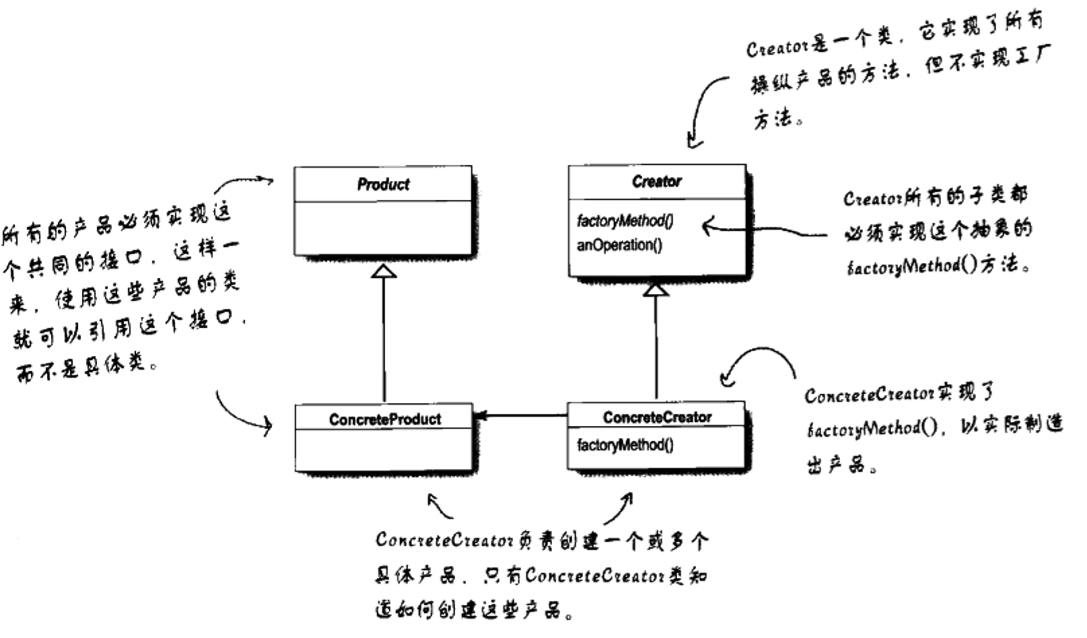 Creator是一个类，它实现了所有
操纵产品的方法，但不实现工厂
方法。
Product
Creator
factoryMethod()
anOperation()
Creator所有的子类都
必须实现这个抽象的
factoryMethod()方法。
所有的产品必须实现这
个共同的接口，这样一
来，使用这些产品的类
就可以引用这个接口，
而不是具体类。
ConcreteProduct
ConcreteCreator
factoryMethod()
ConcreteCreator实现了
factoryMethod()，以实际制造
出产品。
ConcreteCreator负责创建一个或多个
具体产品，只有ConcreteCreator类知
道如何创建这些产品。